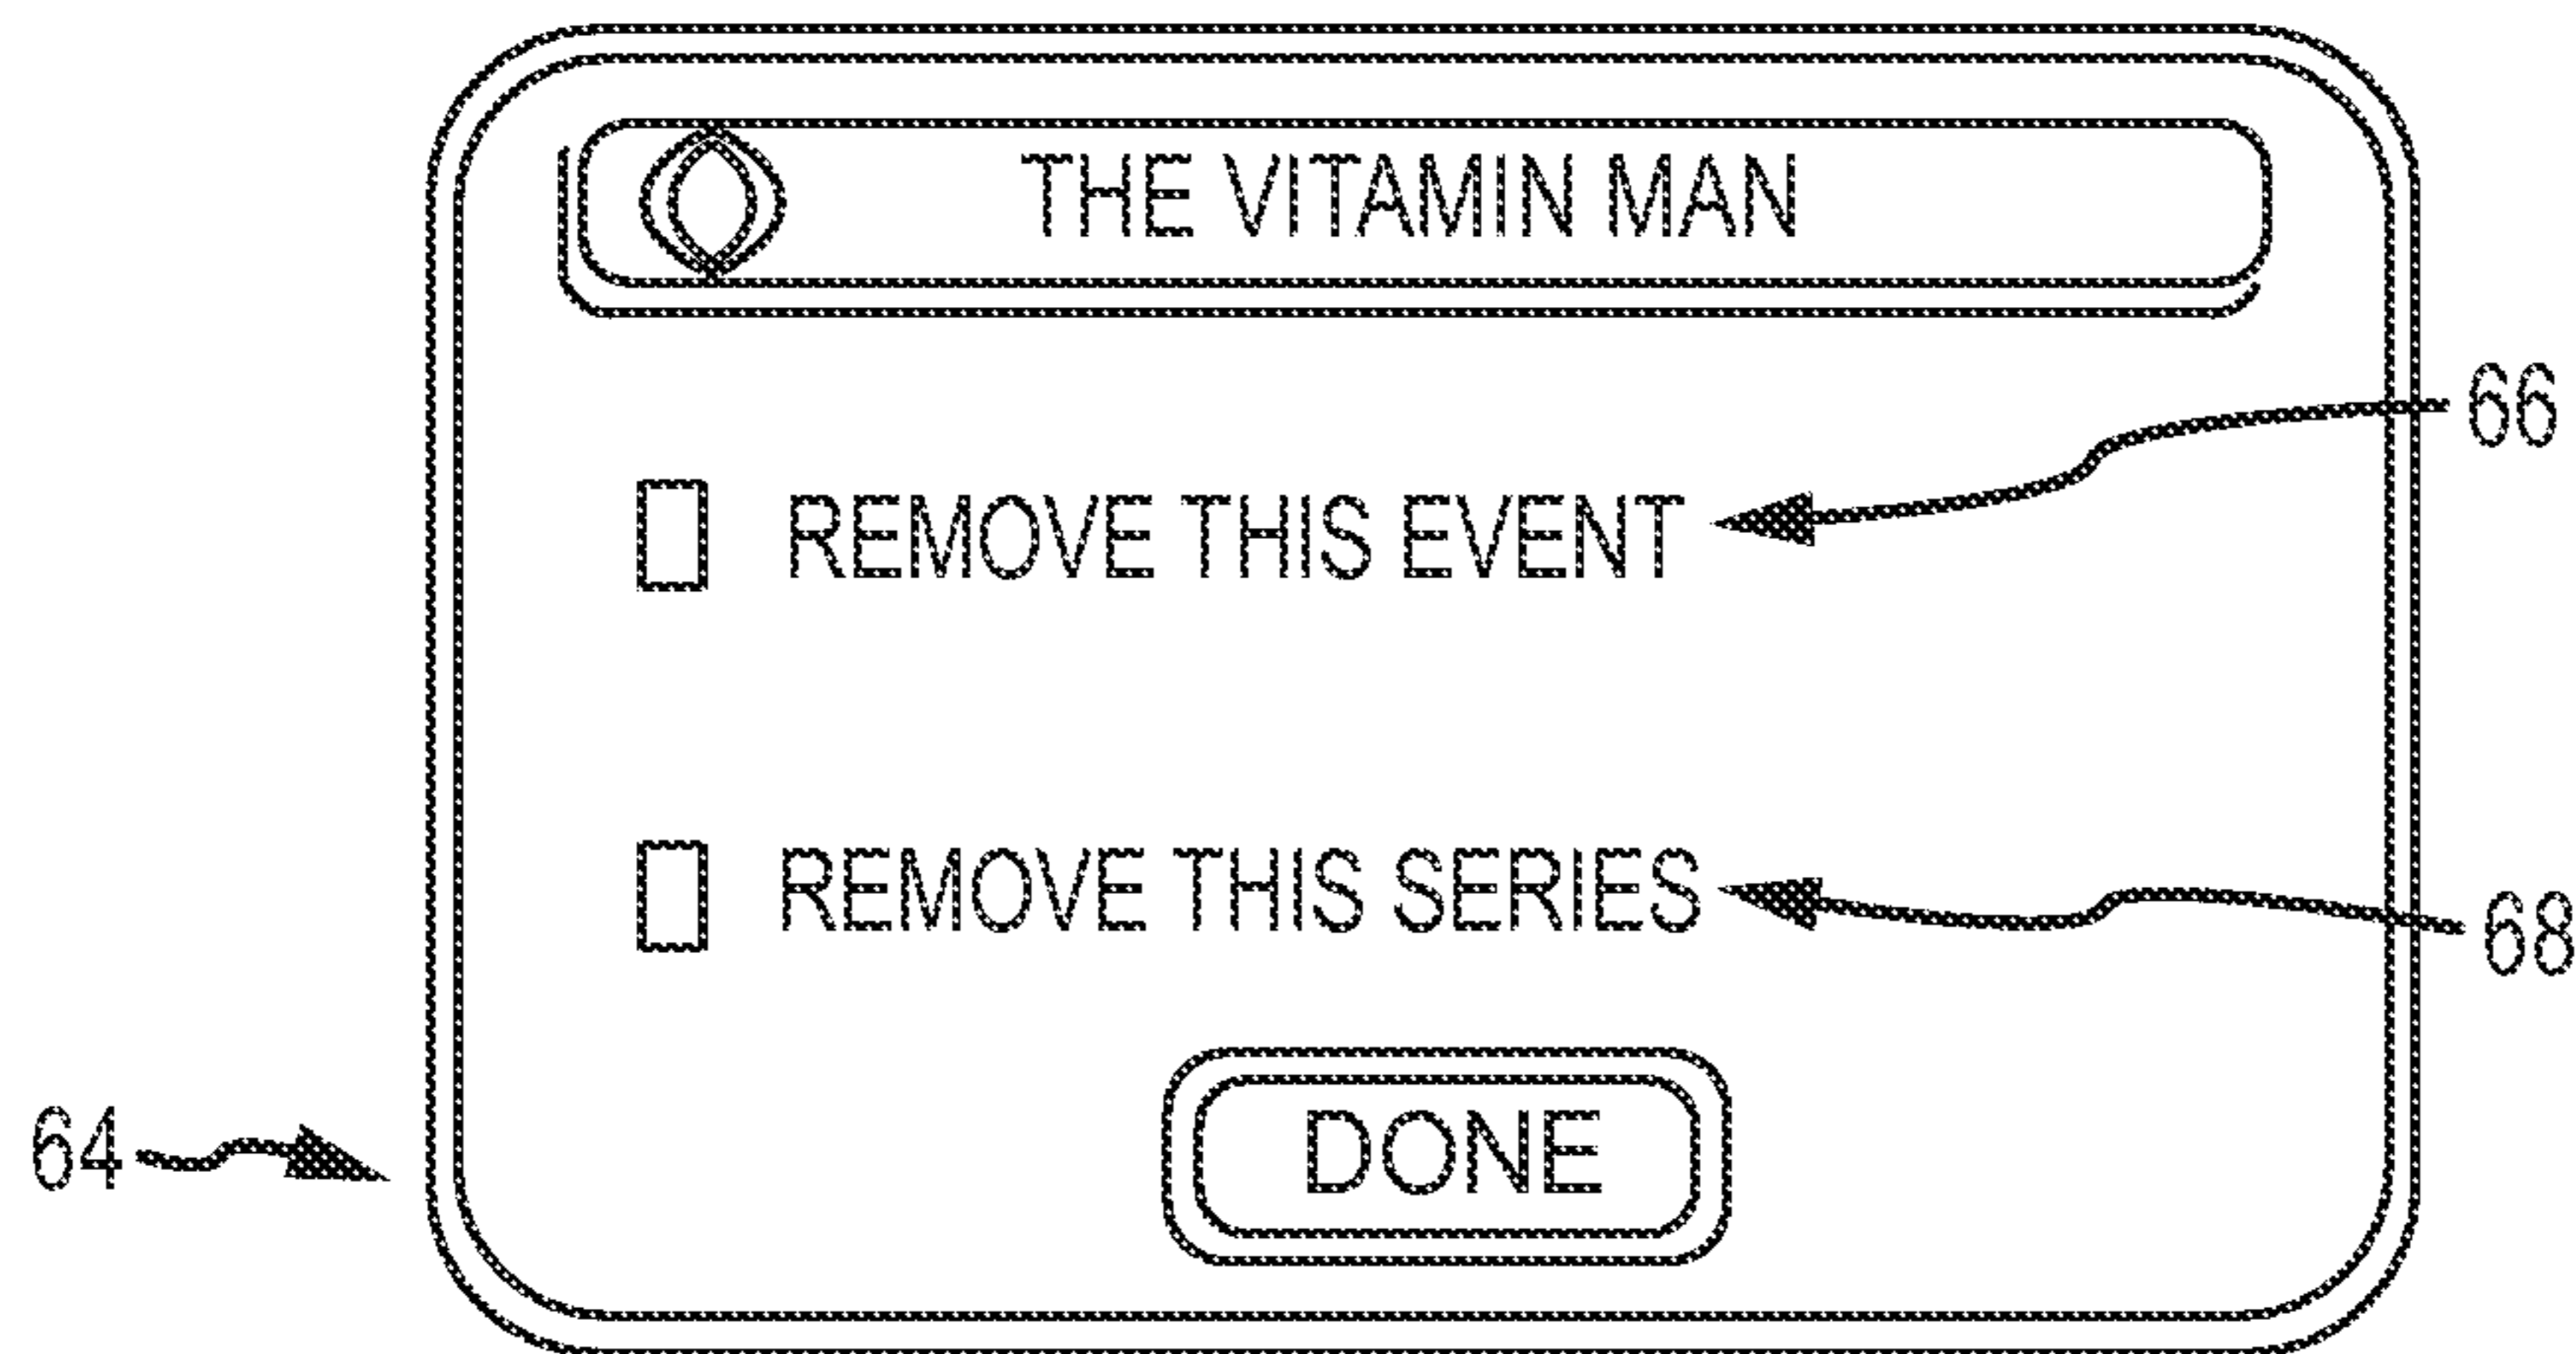 THE VITAMIN MAN
66
REMOVE THIS EVENT
REMOVE THIS SERIES
68
64
DONE